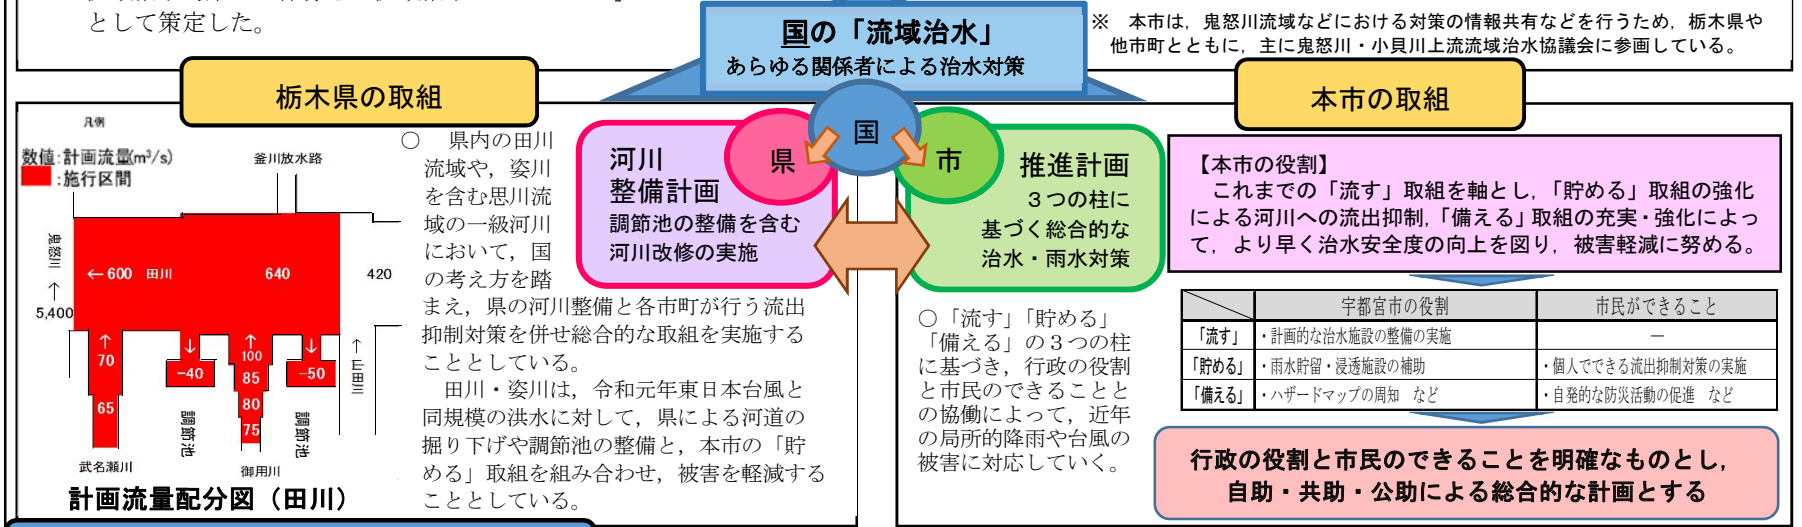 として策定した。
国の「流域治水」
あらゆる関係者による治水対策
※　本市は，鬼怒川流域などにおける対策の情報共有などを行うため，栃木県や
他市町とともに，主に鬼怒川・小貝川上流流域治水協議会に参画している。
栃木県の取組
凡例
数値:計画流量(m³/s)
:施行区間
釜川放水路
鬼怒川
↑
5,400
←600　田川
640
420
↑
70
65
武名瀬川
↓
-40
調節池
↑
100
85
80
75
御用川
↓
-50
調節池
↑山田川
計画流量配分図（田川）
○　県内の田川
流域や，姿川
を含む思川流
域の一級河川
において，国
の考え方を踏
まえ，県の河川整備と各市町が行う流出
抑制対策を併せ総合的な取組を実施する
こととしている。
田川・姿川は，令和元年東日本台風と
同規模の洪水に対して，県による河道の
掘り下げや調節池の整備と，本市の「貯
める」取組を組み合わせ，被害を軽減する
こととしている。
国
県
市
河川
整備計画
調節池の整備を含む
河川改修の実施
推進計画
３つの柱に
基づく総合的な
治水・雨水対策
○「流す」「貯める」
「備える」の３つの柱
に基づき，行政の役割
と市民のできることと
の協働によって，近年
の局所的降雨や台風の
被害に対応していく。
本市の取組
【本市の役割】
これまでの「流す」取組を軸とし，「貯める」取組の強化
による河川への流出抑制，「備える」取組の充実・強化によっ
て，より早く治水安全度の向上を図り，被害軽減に努める。
宇都宮市の役割　市民ができること
「流す」　・計画的な治水施設の整備の実施　－
「貯める」　・雨水貯留・浸透施設の補助　・個人でできる流出抑制対策の実施
「備える」　・ハザードマップの周知　など　・自発的な防災活動の促進　など
行政の役割と市民のできることを明確なものとし，
自助・共助・公助による総合的な計画とする